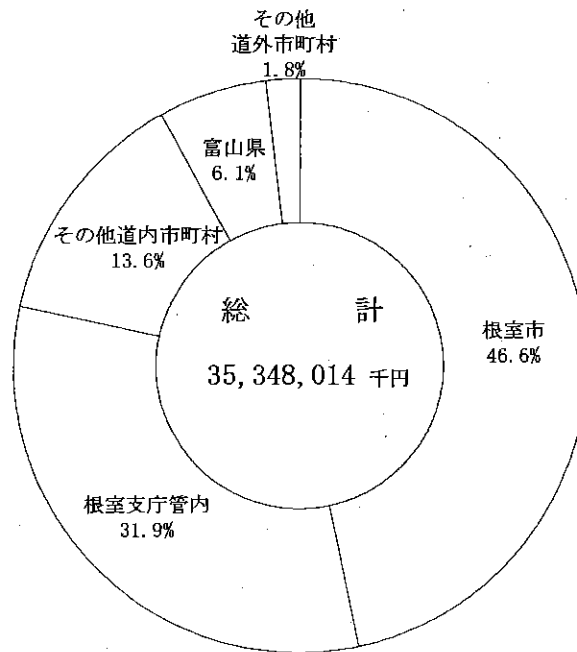 その他
道外市町村
1.8%
富山県
6.1%
その他道内市町村
13.6%
総 計
35,348,014 千円
根室市
46.6%
根室支庁管内
31.9%